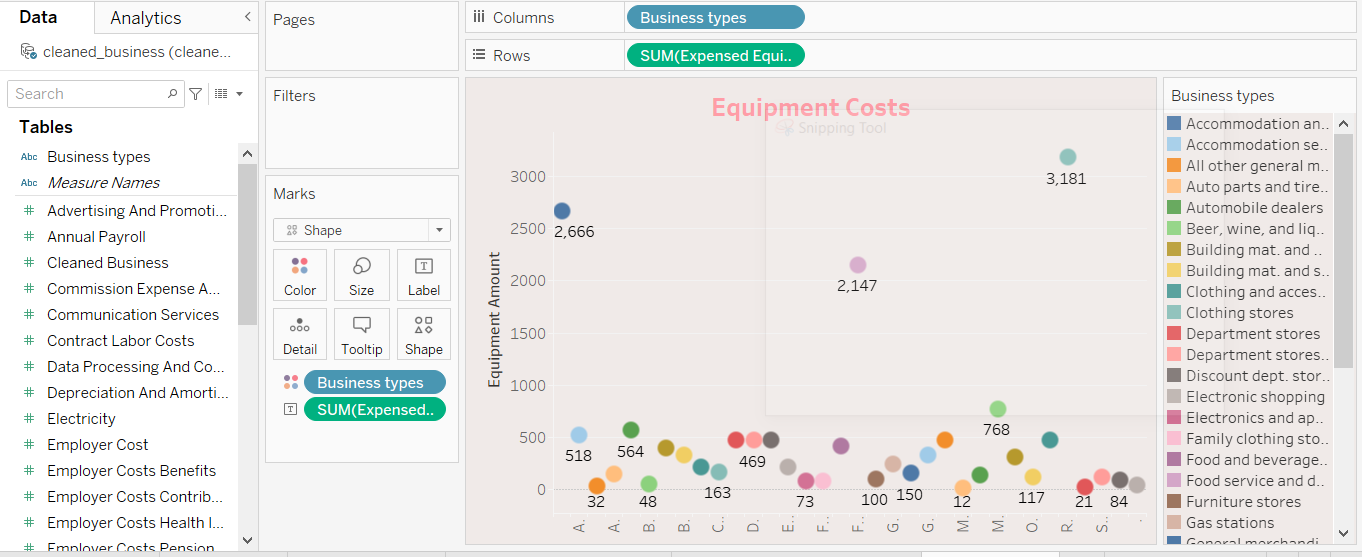 Data
Analytics
cleaned_business (cleane...
Search
Tables
Abc Business types
Abc Measure Names
Advertising And Promoti...
Annual Payroll
Cleaned Business
Commission Expense A...
Communication Services
Contract Labor Costs
Data Processing And Co...
Depreciation And Amorti...
Electricity
Employer Cost
Employer Costs Benefits
Employer Costs Contrib...
Employer Costs Health I...
Employer Costs Pension
Pages
Filters
Marks
Shape
Color Size Label
Detail Tooltip Shape
Business types
SUM(Expensed..
Columns Business types
Rows SUM(Expensed Equi..
Equipment Costs
Snipping Tool
Equipment Amount
3000
2500
2000
1500
1000
500
0
3,181
2,666
2,147
768
518 564 469
32 48 163 73 100 150 12 117 21 84
A. A. B. B. C. D. E. F. F. G. G. M. M. O. R. S. .
Business types
Accommodation an..
Accommodation se..
All other general m..
Auto parts and tire..
Automobile dealers
Beer, wine, and liq..
Building mat. and ..
Building mat. and s..
Clothing and acces..
Clothing stores
Department stores
Department stores..
Discount dept. stor..
Electronic shopping
Electronics and ap..
Family clothing sto..
Food and beverage..
Food service and d..
Furniture stores
Gas stations
General merchandi..